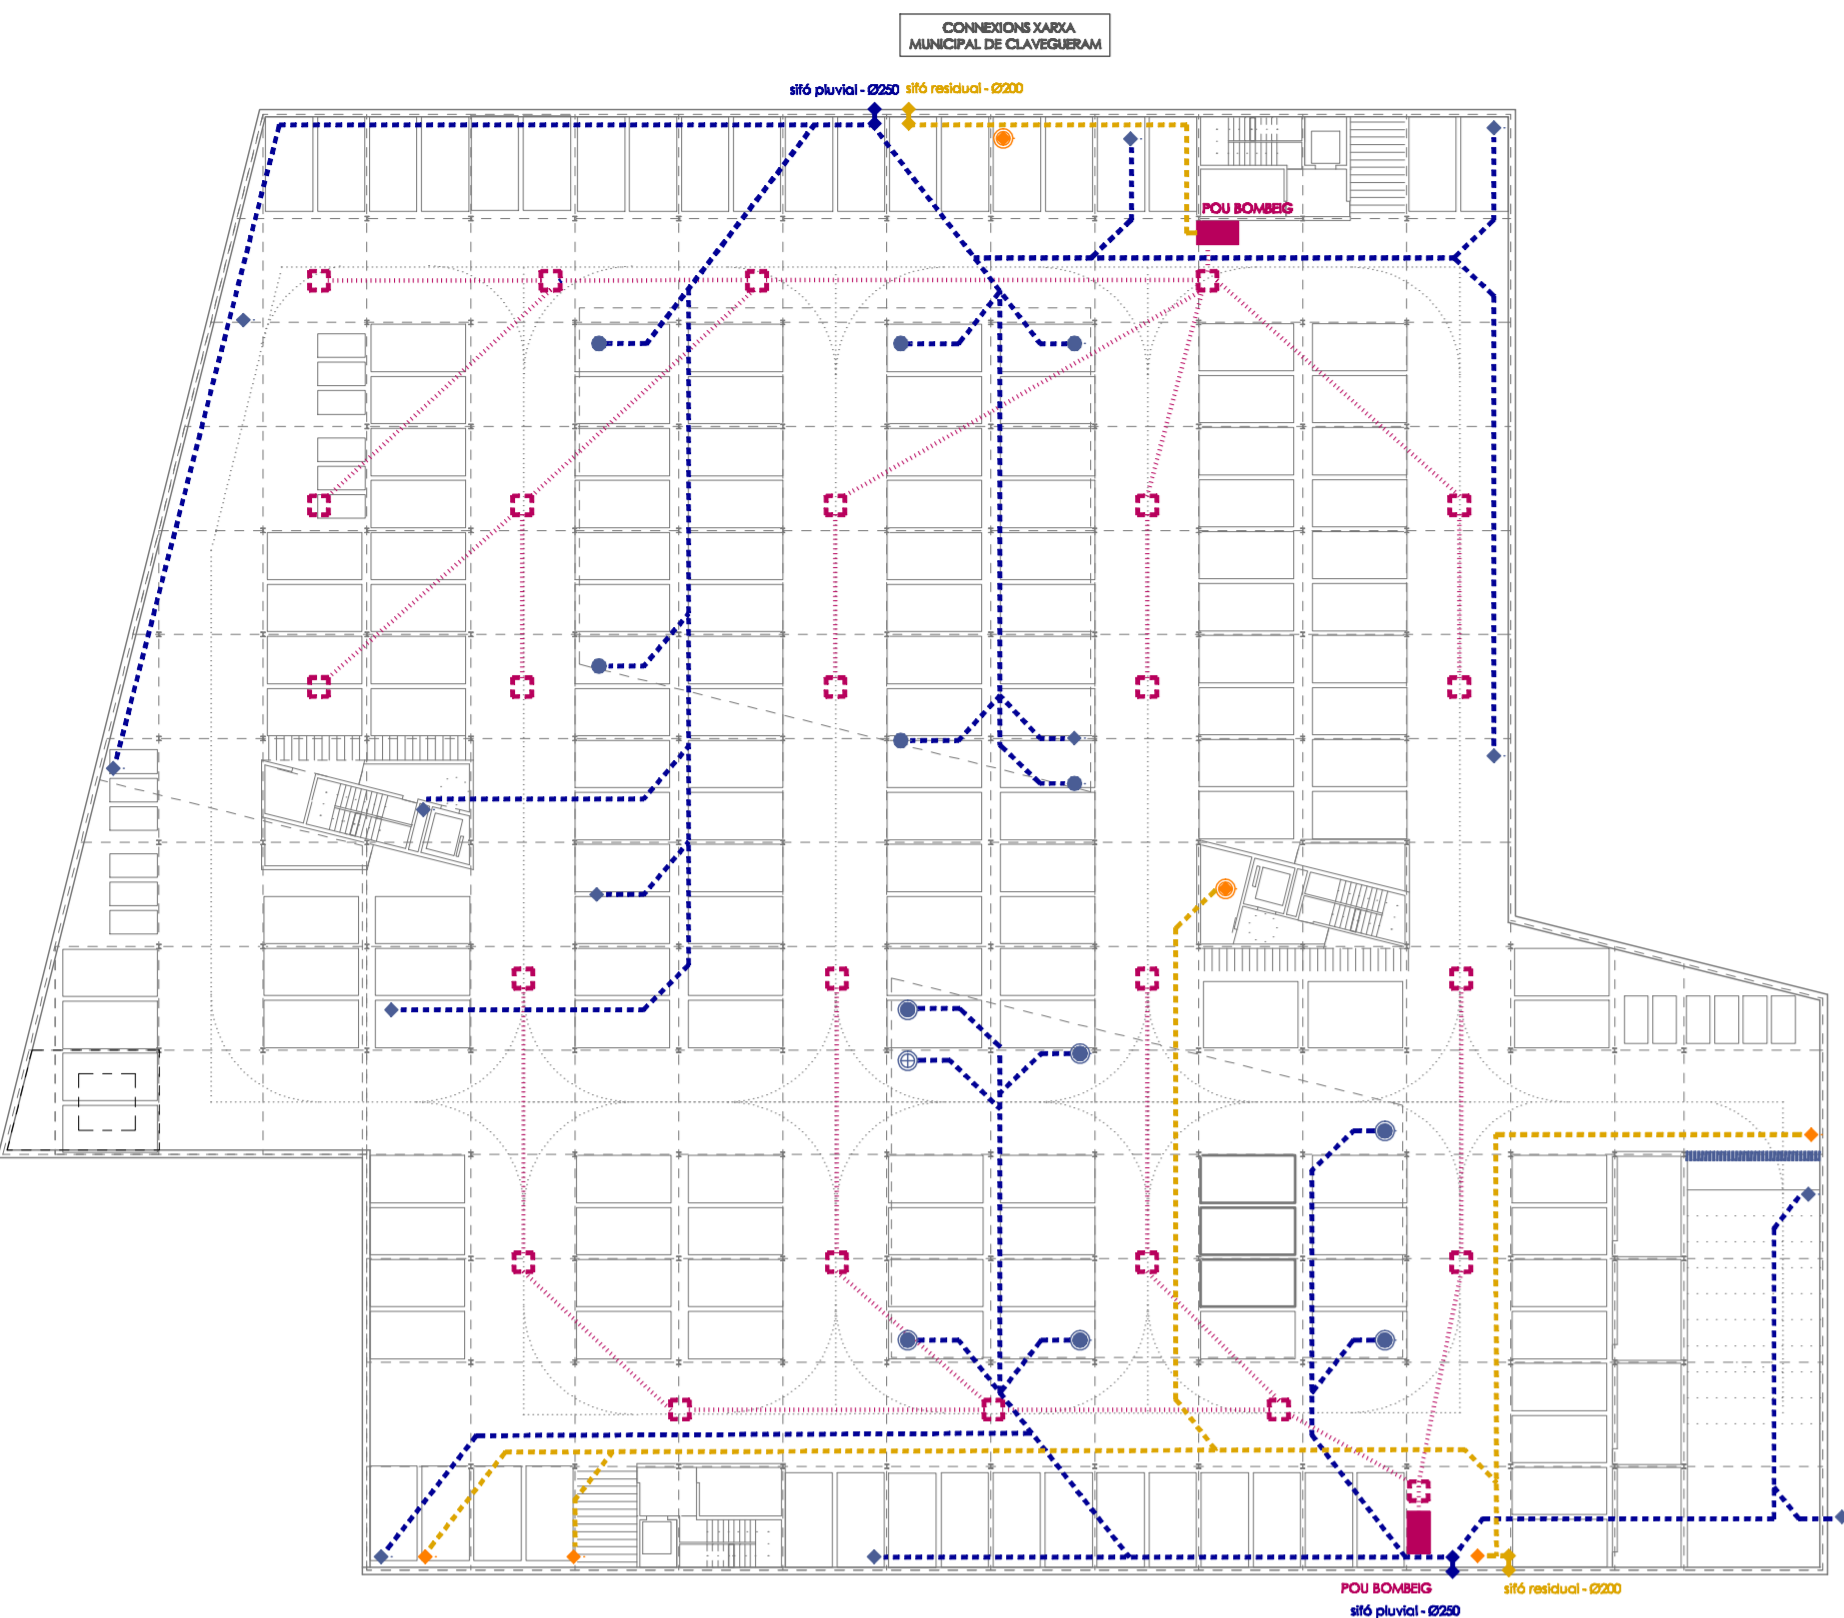 CONNEXIONS XARXA
MUNICIPAL DE CLAVEGUERAM
sifó pluvial - Ø250
sifó residual - Ø200
POU BOMBEIG
POU BOMBEIG
sifó residual - Ø200
sifó pluvial - Ø250